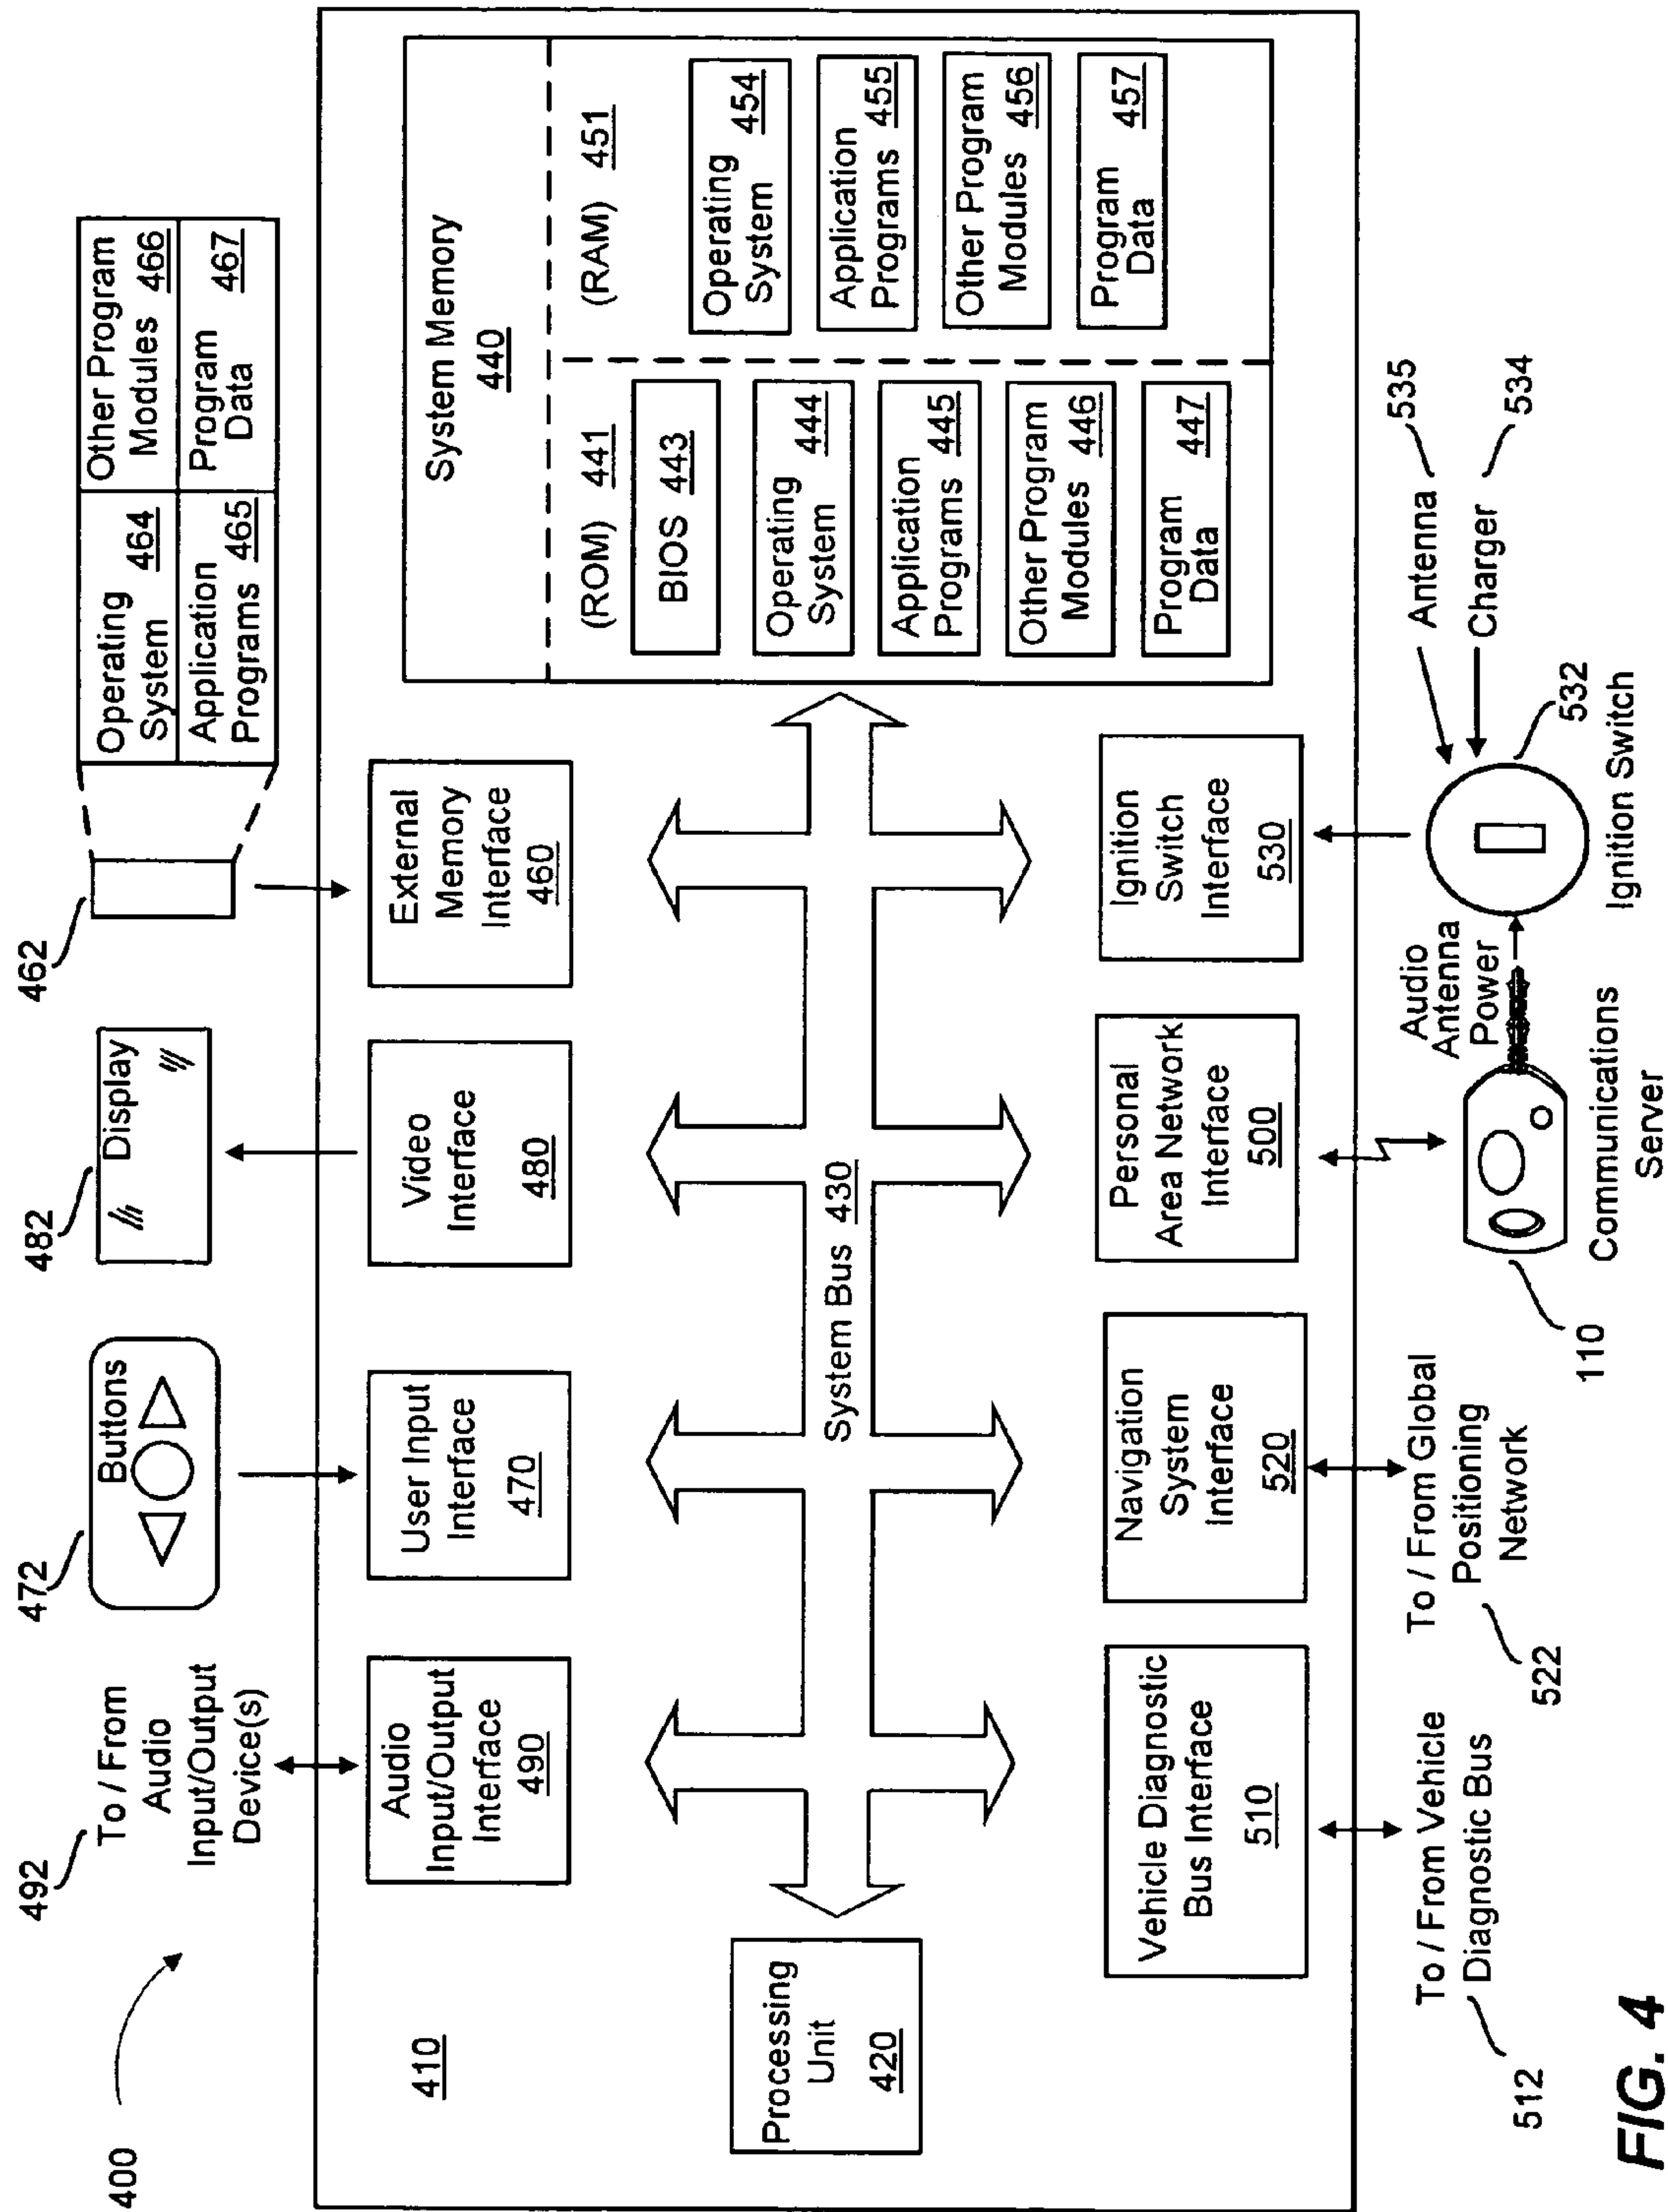 400
492
To / From
Audio
Input/Output
Device(s)
472
Buttons
482
Display
462
Operating
System 464
Other Program
Modules 466
Application
Programs 465
Program
Data 467
410
Audio
Input/Output
Interface
490
User Input
Interface
470
Video
Interface
480
External
Memory
Interface
460
System Memory
440
(ROM) 441
(RAM) 451
BIOS 443
Operating
System 444
Application
Programs 445
Other Program
Modules 446
Program
Data 447
Operating
System 454
Application
Programs 455
Other Program
Modules 456
Program
Data 457
Processing
Unit
420
System Bus 430
Vehicle Diagnostic
Bus Interface
510
Navigation
System
Interface
520
Personal
Area Network
Interface
500
Ignition
Switch
Interface
530
512
To / From Vehicle
Diagnostic Bus
522
To / From Global
Positioning
Network
110
Communications
Server
Audio
Antenna
Power
Ignition Switch
532
Antenna 535
Charger 534
FIG. 4